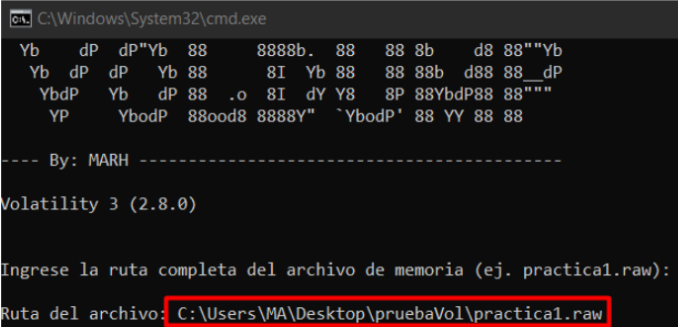 C:\Windows\System32\cmd.exe
Yb    dP  dP"Yb  88     8888b.  88   88 8b    d8 88""Yb
 Yb  dP  dP   Yb 88      8I  Yb 88   88 88b  d88 88__dP
  YbdP   Yb   dP 88  .o  8I  dY Y8   8P 88YbdP88 88"""
   YP     YbodP  88ood8 8888Y"  `YbodP' 88 YY 88 88
---- By: MARH -------------------------------------------
Volatility 3 (2.8.0)
Ingrese la ruta completa del archivo de memoria (ej. practica1.raw):
Ruta del archivo: C:\Users\MA\Desktop\pruebaVol\practica1.raw